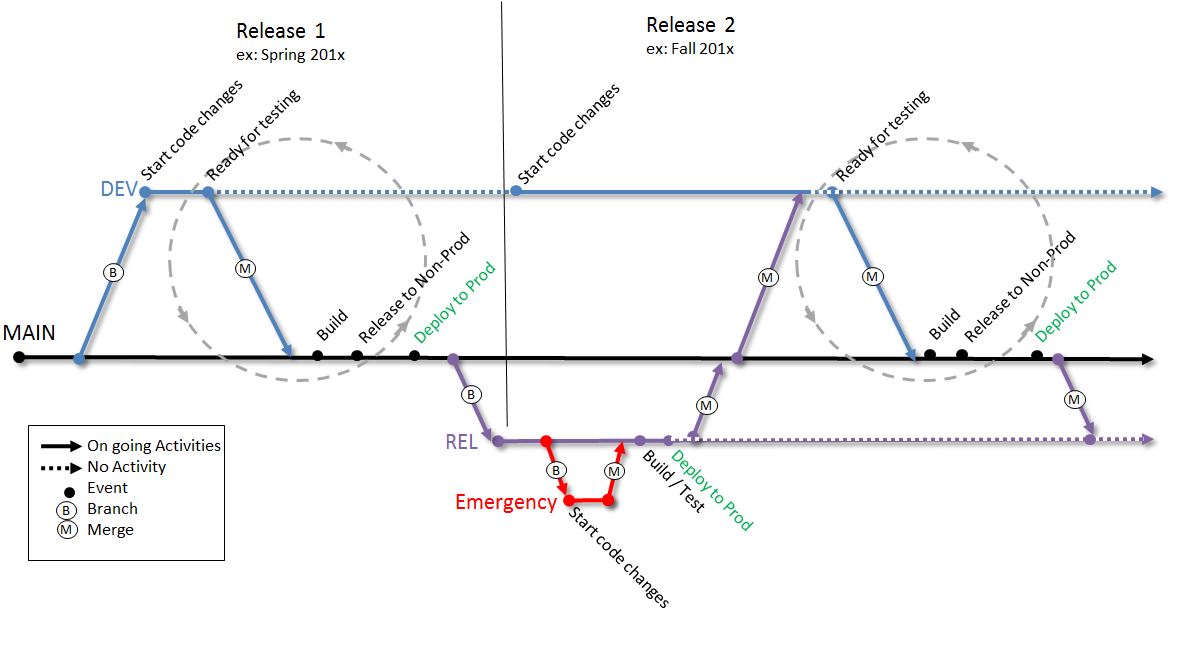 Release 1
ex: Spring 201x
Release 2
ex: Fall 201x
Start code changes
Ready for testing
Start code changes
Ready for testing
DEV
B
M
M
M
Build
Release to Non-Prod
Deploy to Prod
Build
Release to Non-Prod
Deploy to Prod
MAIN
B
M
M
REL
B
M
Build / Test
Deploy to Prod
Emergency
Start code changes
On going Activities
No Activity
Event
B Branch
M Merge